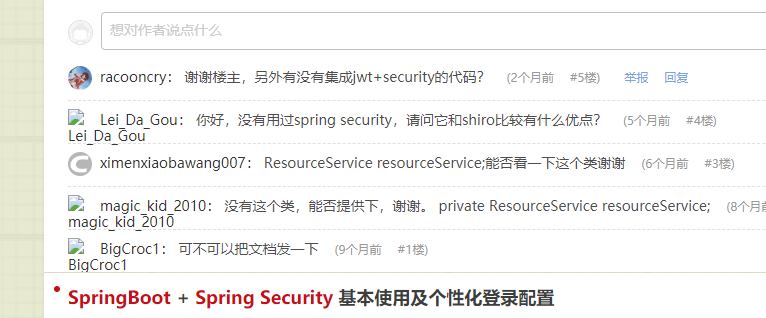 想对作者说点什么
racooncry： 谢谢楼主，另外有没有集成jwt+security的代码？ (2个月前 #5楼) 举报 回复
Lei_Da_Gou： 你好，没有用过spring security，请问它和shiro比较有什么优点？ (5个月前 #4楼)
Lei_Da_Gou
ximenxiaobawang007： ResourceService resourceService;能否看一下这个类谢谢 (6个月前 #3楼)
magic_kid_2010： 没有这个类，能否提供下，谢谢。 private ResourceService resourceService; (8个月前
magic_kid_2010
BigCroc1： 可不可以把文档发一下 (9个月前 #1楼)
BigCroc1
SpringBoot + Spring Security 基本使用及个性化登录配置